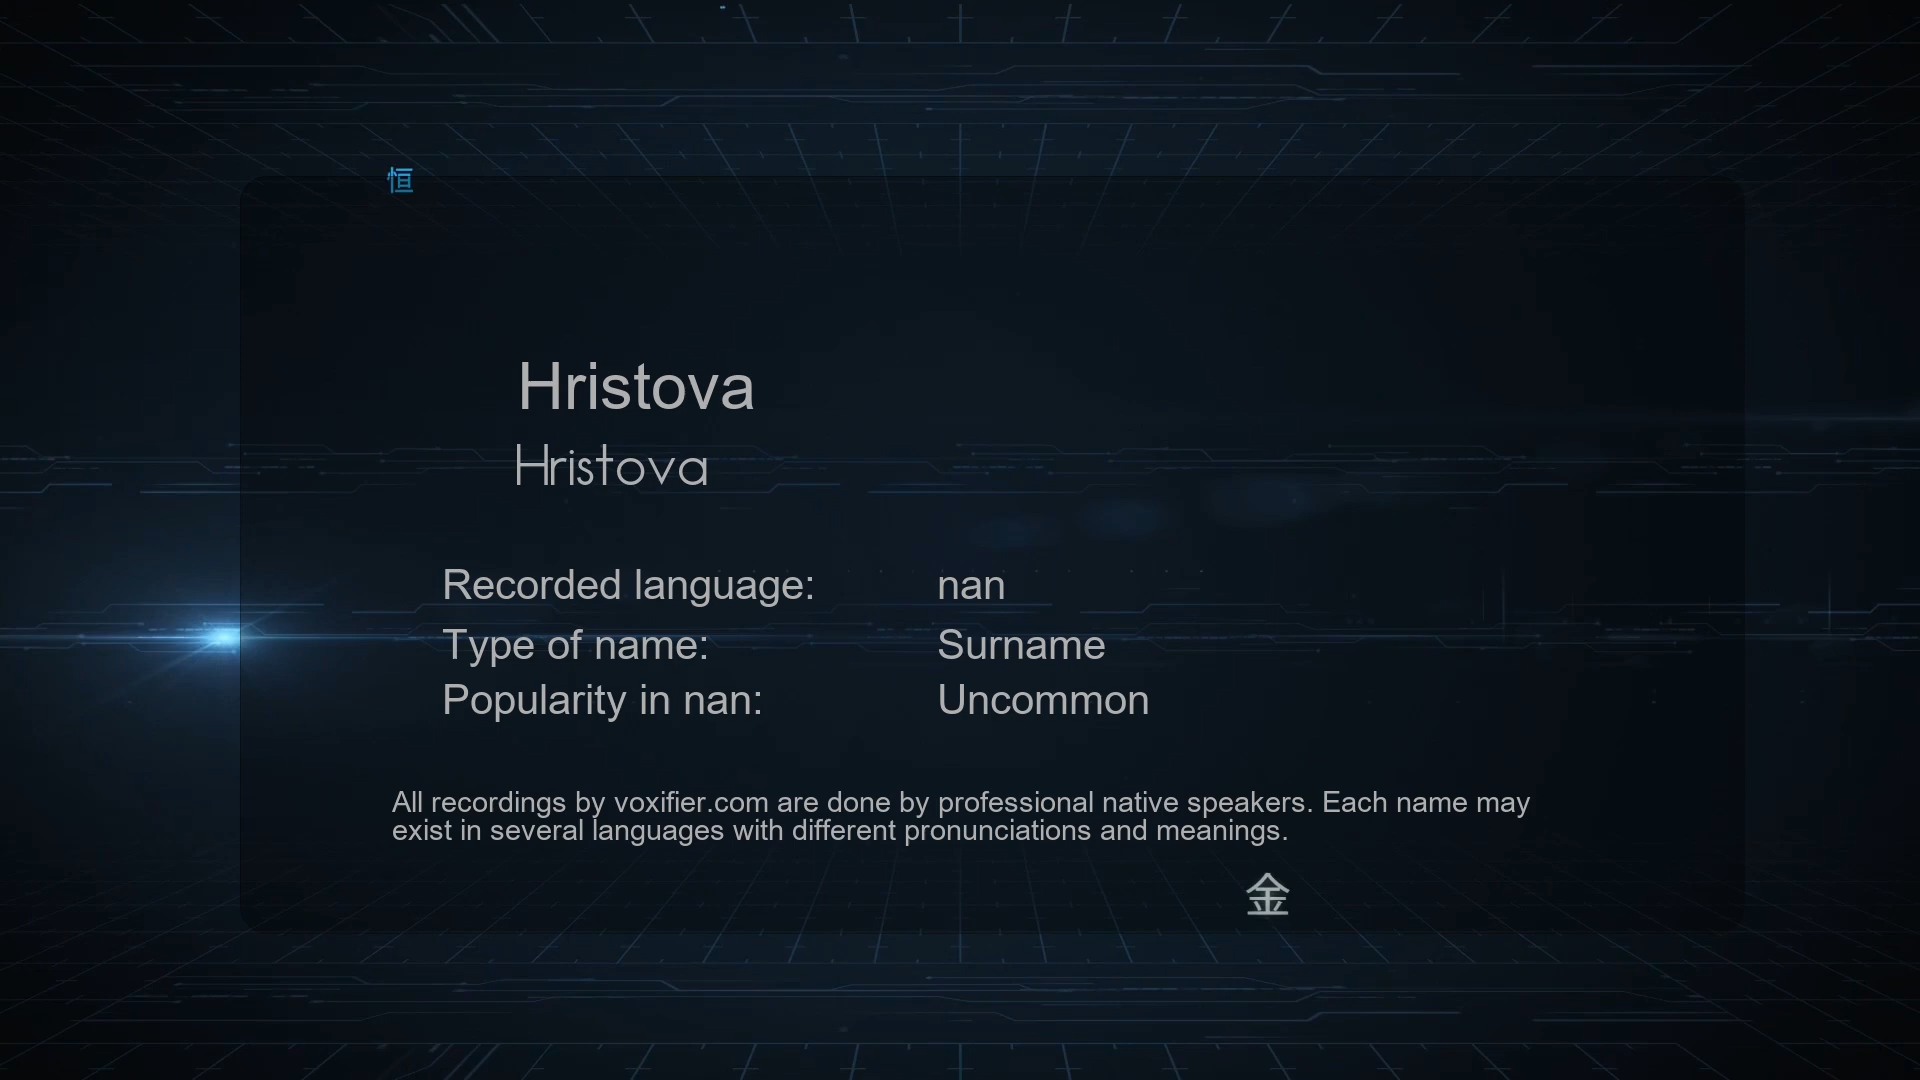 恒
Hristova
Hristova
Recorded language: nan
Type of name: Surname
Popularity in nan: Uncommon
All recordings by voxifier.com are done by professional native speakers. Each name may
exist in several languages with different pronunciations and meanings.
金